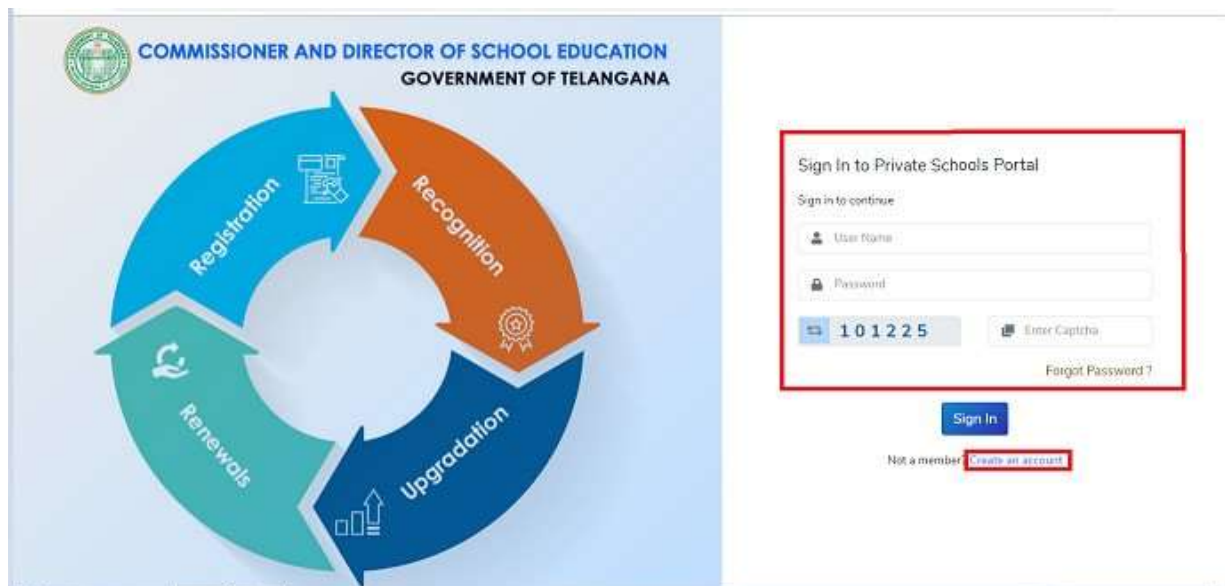 COMMISSIONER AND DIRECTOR OF SCHOOL EDUCATION
GOVERNMENT OF TELANGANA
Registration
Recognition
Renewals
Upgradation
Sign In to Private Schools Portal
Sign in to continue
User Name
Password
101225
Enter Captcha
Forgot Password ?
Sign In
Not a member? Create an account